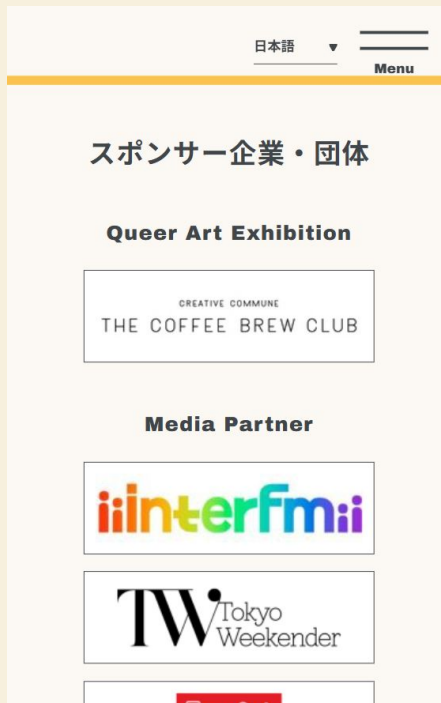 日本語 ▼
Menu
スポンサー企業・団体
Queer Art Exhibition
CREATIVE COMMUNE
THE COFFEE BREW CLUB
Media Partner
interfm
TW Tokyo
Weekender